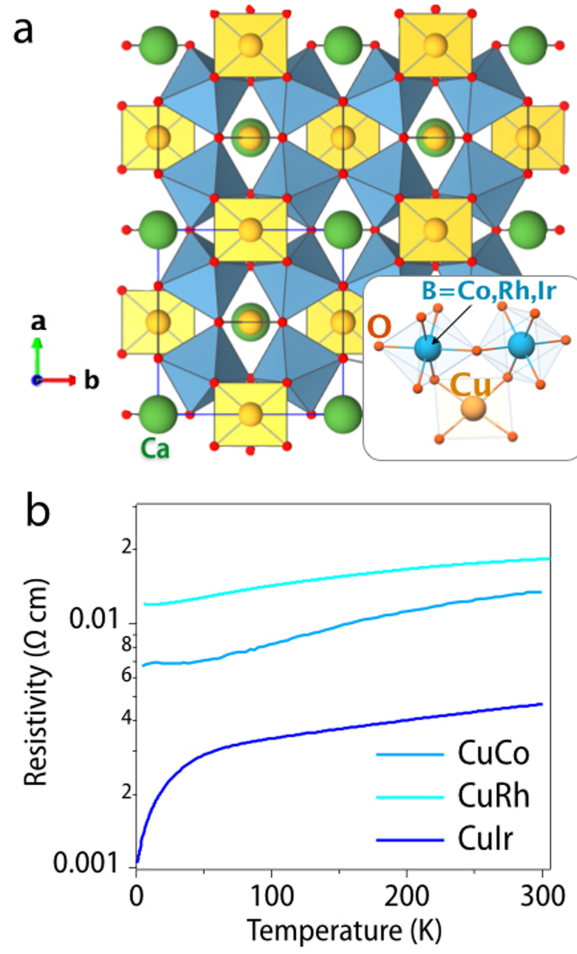 a
B=Co,Rh,Ir
O
Cu
a
b
Ca
b
Resistivity (Ω cm)
2
0.01
8
6
4
2
0.001
0
100
200
300
Temperature (K)
CuCo
CuRh
CuIr